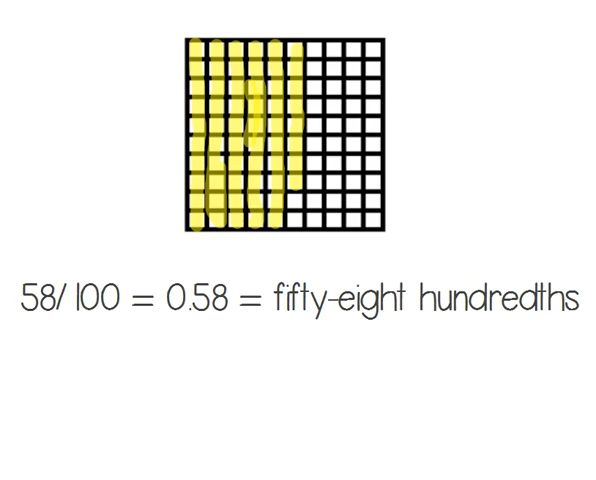 58/100 = 0.58 = fifty-eight hundredths